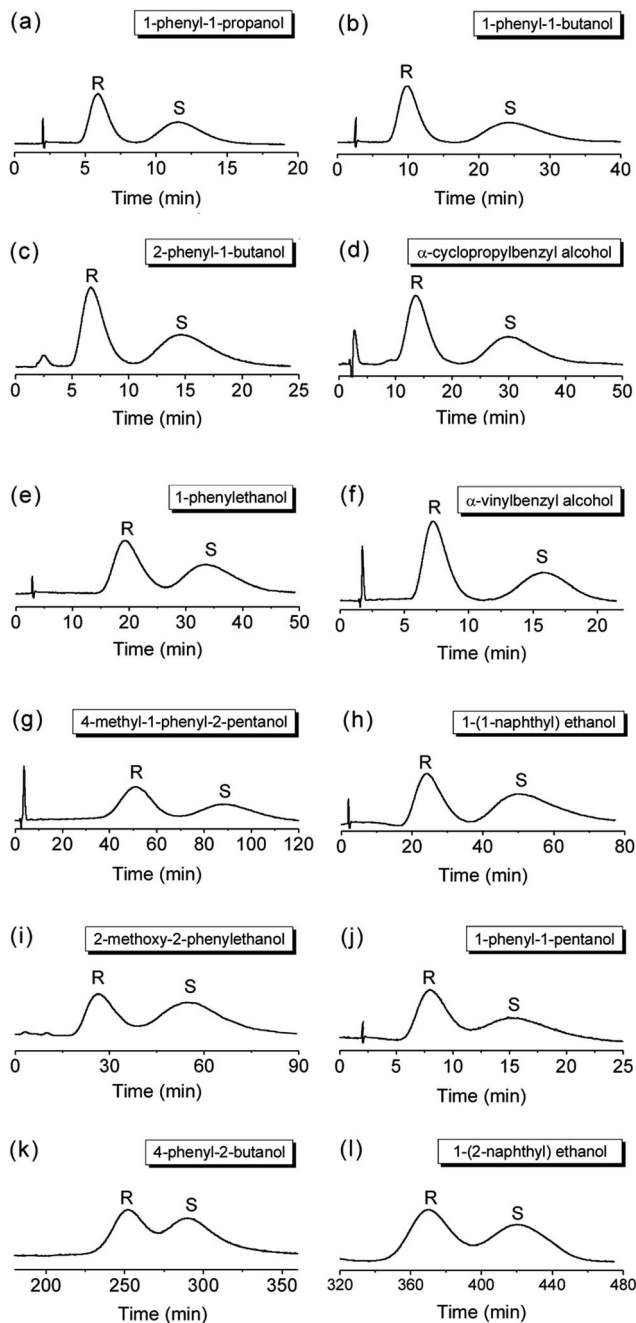 (a)
1-phenyl-1-propanol
R
S
0 5 10 15 20
Time (min)
(b)
1-phenyl-1-butanol
R
S
0 10 20 30 40
Time (min)
(c)
2-phenyl-1-butanol
R
S
0 5 10 15 20 25
Time (min)
(d)
α-cyclopropylbenzyl alcohol
R
S
0 10 20 30 40 50
Time (min)
(e)
1-phenylethanol
R
S
0 10 20 30 40 50
Time (min)
(f)
α-vinylbenzyl alcohol
R
S
0 5 10 15 20
Time (min)
(g)
4-methyl-1-phenyl-2-pentanol
R
S
0 20 40 60 80 100 120
Time (min)
(h)
1-(1-naphthyl) ethanol
R
S
0 20 40 60 80
Time (min)
(i)
2-methoxy-2-phenylethanol
R
S
0 30 60 90
Time (min)
(j)
1-phenyl-1-pentanol
R
S
0 5 10 15 20 25
Time (min)
(k)
4-phenyl-2-butanol
R
S
200 250 300 350
Time (min)
(l)
1-(2-naphthyl) ethanol
R
S
320 360 400 440 480
Time (min)